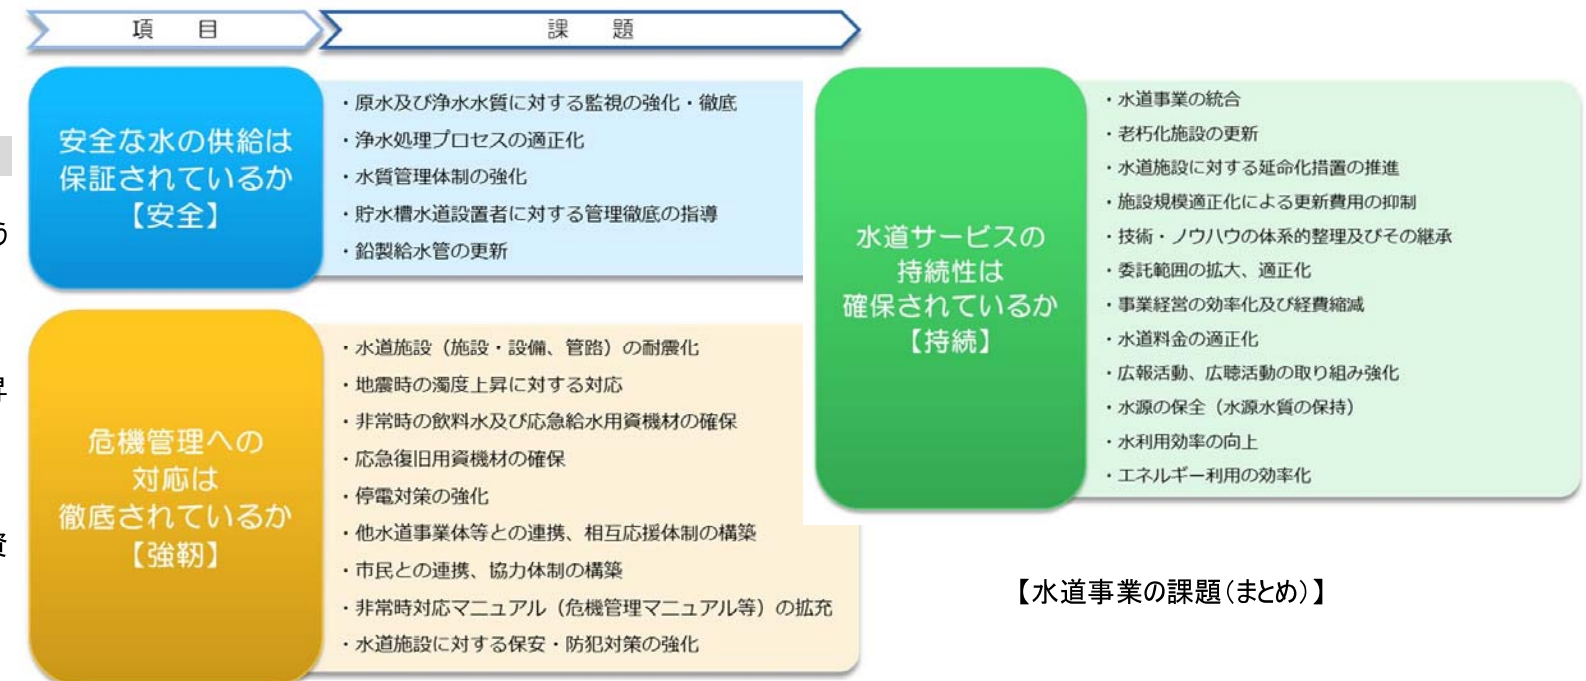 項 目
課 題
安全な水の供給は
保証されているか
【安全】
・原水及び浄水水質に対する監視の強化・徹底
・浄水処理プロセスの適正化
・水質管理体制の強化
・貯水槽水道設置者に対する管理徹底の指導
・鉛製給水管の更新
危機管理への
対応は
徹底されているか
【強靭】
・水道施設（施設・設備、管路）の耐震化
・地震時の濁度上昇に対する対応
・非常時の飲料水及び応急給水用資機材の確保
・応急復旧用資機材の確保
・停電対策の強化
・他水道事業体等との連携、相互応援体制の構築
・市民との連携、協力体制の構築
・非常時対応マニュアル（危機管理マニュアル等）の拡充
・水道施設に対する保安・防犯対策の強化
水道サービスの
持続性は
確保されているか
【持続】
・水道事業の統合
・老朽化施設の更新
・水道施設に対する延命化措置の推進
・施設規模適正化による更新費用の抑制
・技術・ノウハウの体系的整理及びその継承
・委託範囲の拡大、適正化
・事業経営の効率化及び経費縮減
・水道料金の適正化
・広報活動、広聴活動の取り組み強化
・水源の保全（水源水質の保持）
・水利用効率の向上
・エネルギー利用の効率化
【水道事業の課題（まとめ）】